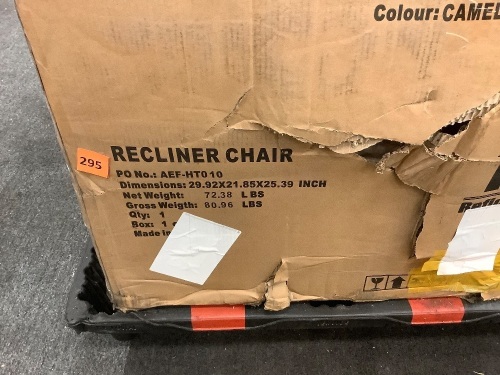 Colour: CAMEL
295
RECLINER CHAIR
PO No.: AEF-HT010
Dimensions: 29.92X21.85X25.39 INCH
Net Weight: 72.38 LBS
Gross Weigth: 80.96 LBS
Qty: 1
Box: 1
Made in